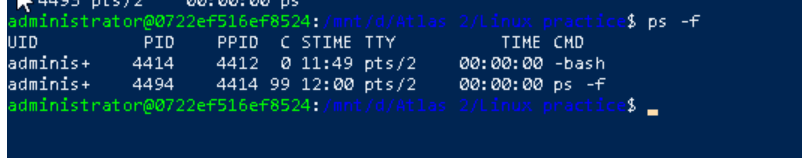 4493 pts/2    00:00:00 ps
administrator@0722ef516ef8524:/mnt/d/Atlas 2/Linux practice$ ps -f
UID        PID  PPID  C STIME TTY          TIME CMD
adminis+  4414  4412  0 11:49 pts/2    00:00:00 -bash
adminis+  4494  4414 99 12:00 pts/2    00:00:00 ps -f
administrator@0722ef516ef8524:/mnt/d/Atlas 2/Linux practice$